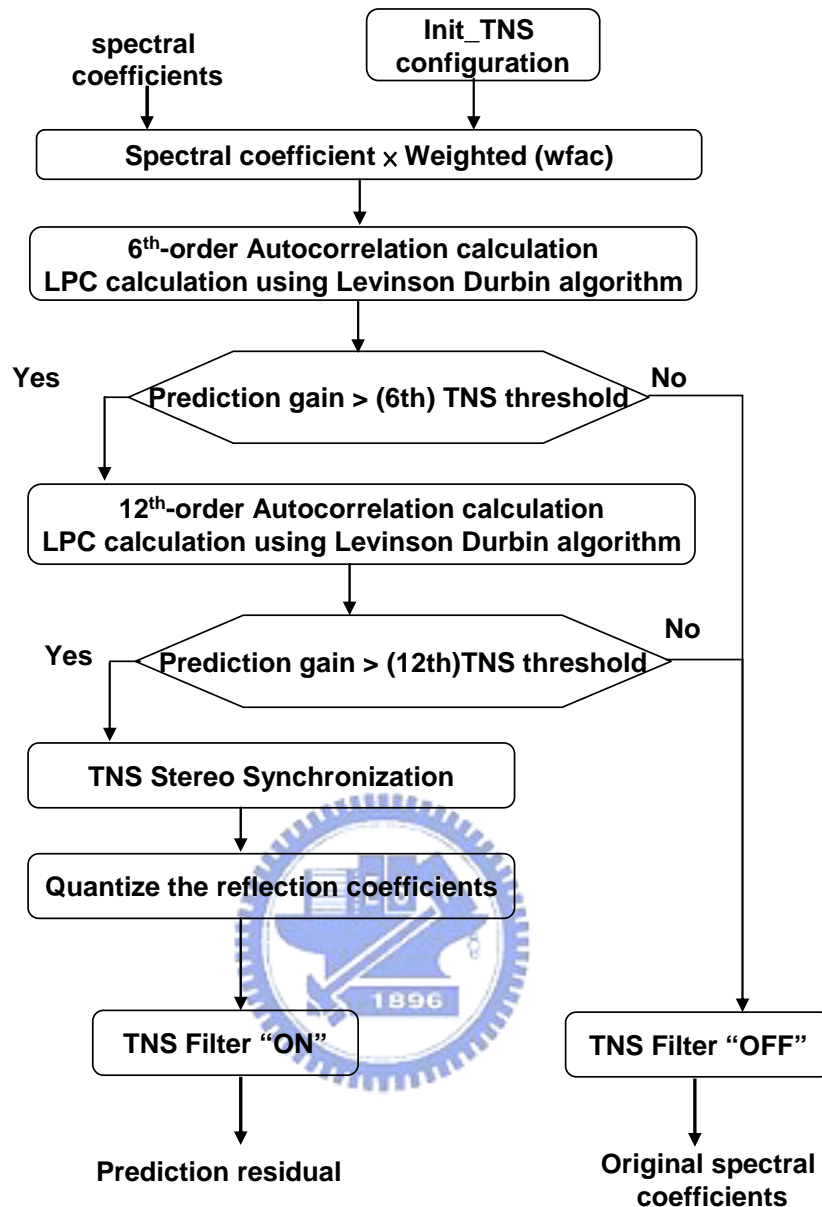 spectral
coefficients
Init_TNS
configuration
Spectral coefficient × Weighted (wfac)
6th-order Autocorrelation calculation
LPC calculation using Levinson Durbin algorithm
Yes
Prediction gain > (6th) TNS threshold
No
12th-order Autocorrelation calculation
LPC calculation using Levinson Durbin algorithm
Yes
Prediction gain > (12th)TNS threshold
No
TNS Stereo Synchronization
Quantize the reflection coefficients
1896
TNS Filter “ON”
TNS Filter “OFF”
Prediction residual
Original spectral
coefficients